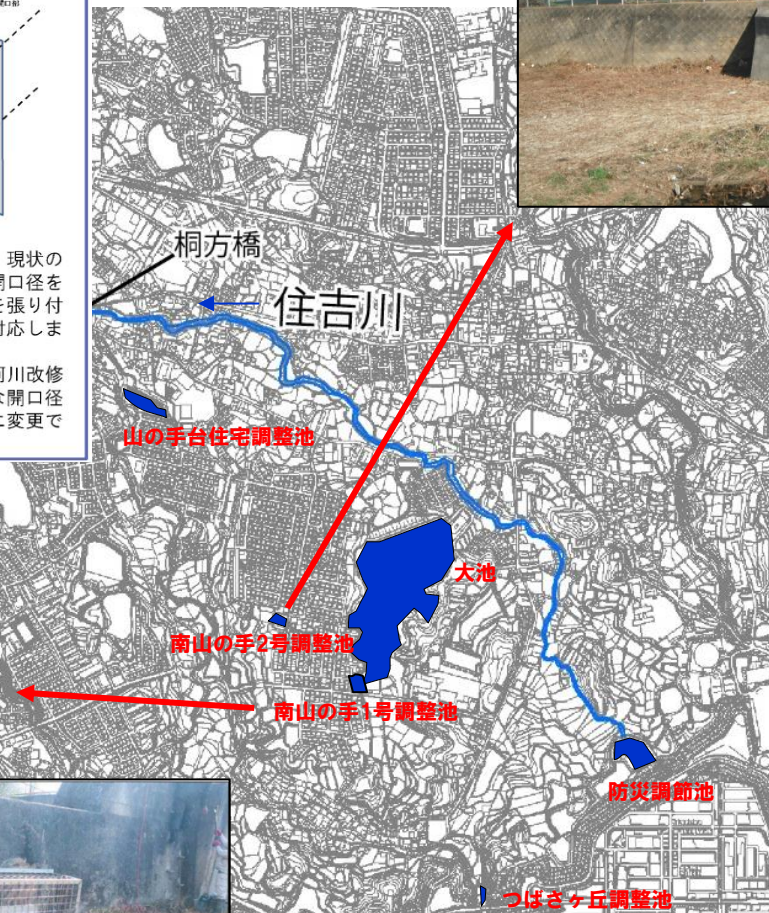 現状の
開口径を
を張り付
対応しま
河川改修
な開口径
に変更で
桐方橋
住吉川
山の手台住宅調整池
大池
南山の手2号調整池
南山の手1号調整池
防災調節池
つばさヶ丘調整池